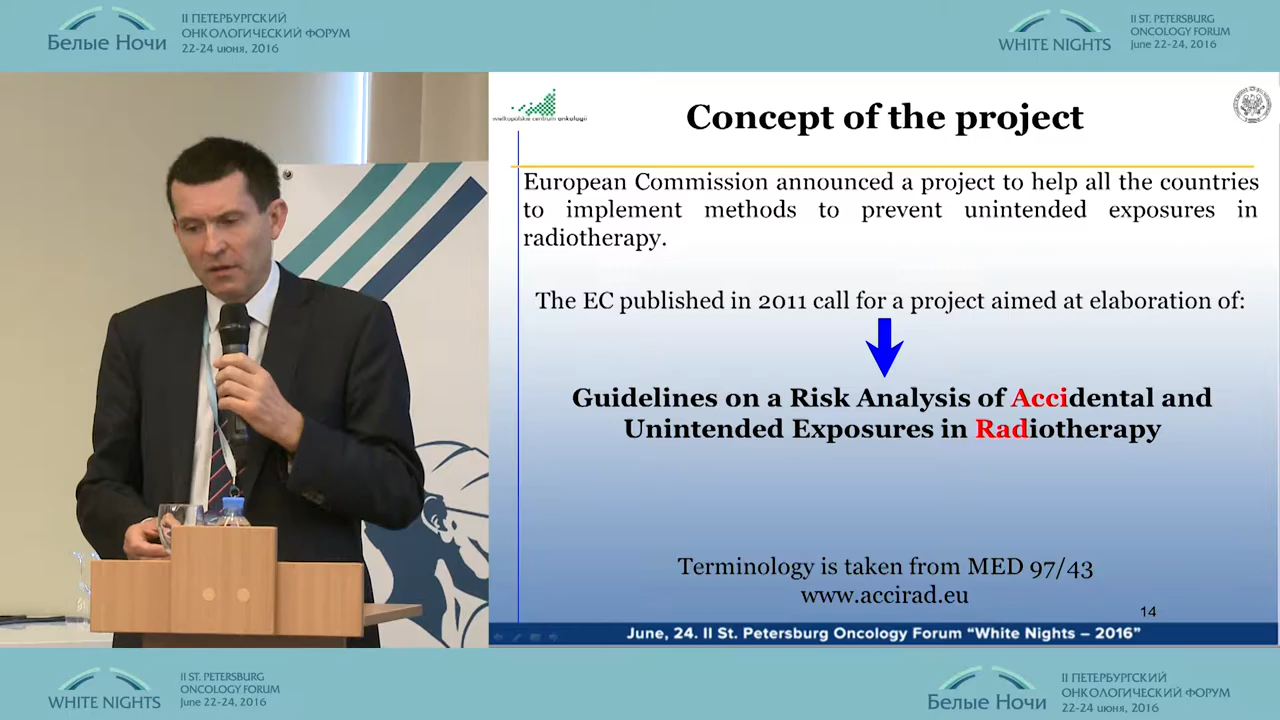 II ПЕТЕРБУРГСКИЙ
ОНКОЛОГИЧЕСКИЙ ФОРУМ
22-24 июня, 2016
Белые Ночи
II ST. PETERSBURG
ONCOLOGY FORUM
June 22-24, 2016
WHITE NIGHTS
wielkopolskie centrum onkologii
Concept of the project
European Commission announced a project to help all the countries
to implement methods to prevent unintended exposures in
radiotherapy.
The EC published in 2011 call for a project aimed at elaboration of:
Guidelines on a Risk Analysis of Accidental and
Unintended Exposures in Radiotherapy
Terminology is taken from MED 97/43
www.accirad.eu
14
June, 24. II St. Petersburg Oncology Forum “White Nights – 2016”
WHITE NIGHTS
II ST. PETERSBURG
ONCOLOGY FORUM
June 22-24, 2016
Белые Ночи
II ПЕТЕРБУРГСКИЙ
ОНКОЛОГИЧЕСКИЙ ФОРУМ
22-24 июня, 2016